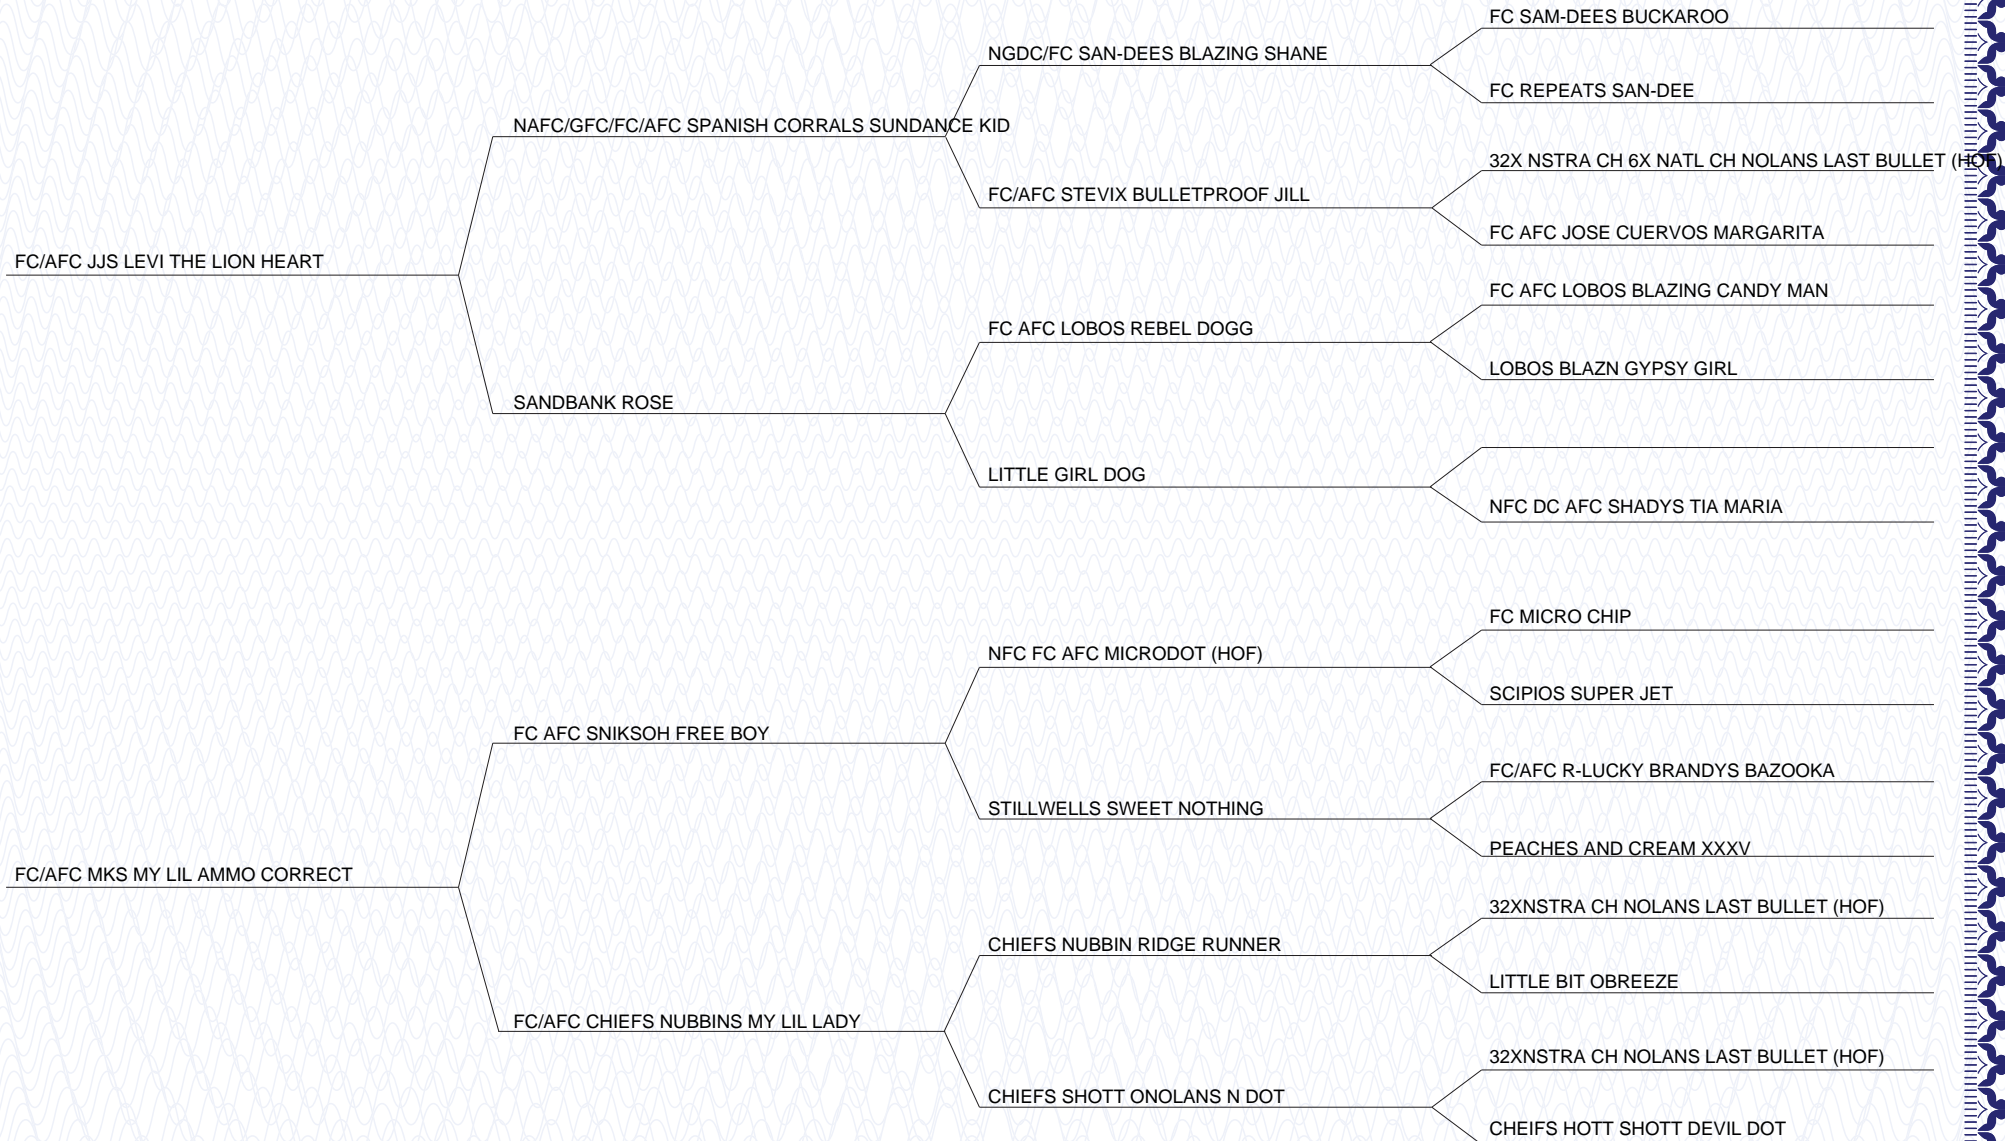 FC SAM-DEES BUCKAROO
NGDC/FC SAN-DEES BLAZING SHANE
FC REPEATS SAN-DEE
NAFC/GFC/FC/AFC SPANISH CORRALS SUNDANCE KID
32X NSTRA CH 6X NATL CH NOLANS LAST BULLET (HOF)
FC/AFC STEVIX BULLETPROOF JILL
FC AFC JOSE CUERVOS MARGARITA
FC/AFC JJS LEVI THE LION HEART
FC AFC LOBOS BLAZING CANDY MAN
FC AFC LOBOS REBEL DOGG
LOBOS BLAZN GYPSY GIRL
SANDBANK ROSE
LITTLE GIRL DOG
NFC DC AFC SHADYS TIA MARIA
FC MICRO CHIP
NFC FC AFC MICRODOT (HOF)
SCIPIOS SUPER JET
FC AFC SNIKSOH FREE BOY
FC/AFC R-LUCKY BRANDYS BAZOOKA
STILLWELLS SWEET NOTHING
PEACHES AND CREAM XXXV
FC/AFC MKS MY LIL AMMO CORRECT
32XNSTRA CH NOLANS LAST BULLET (HOF)
CHIEFS NUBBIN RIDGE RUNNER
LITTLE BIT OBREEZE
FC/AFC CHIEFS NUBBINS MY LIL LADY
32XNSTRA CH NOLANS LAST BULLET (HOF)
CHIEFS SHOTT ONOLANS N DOT
CHEIFS HOTT SHOTT DEVIL DOT